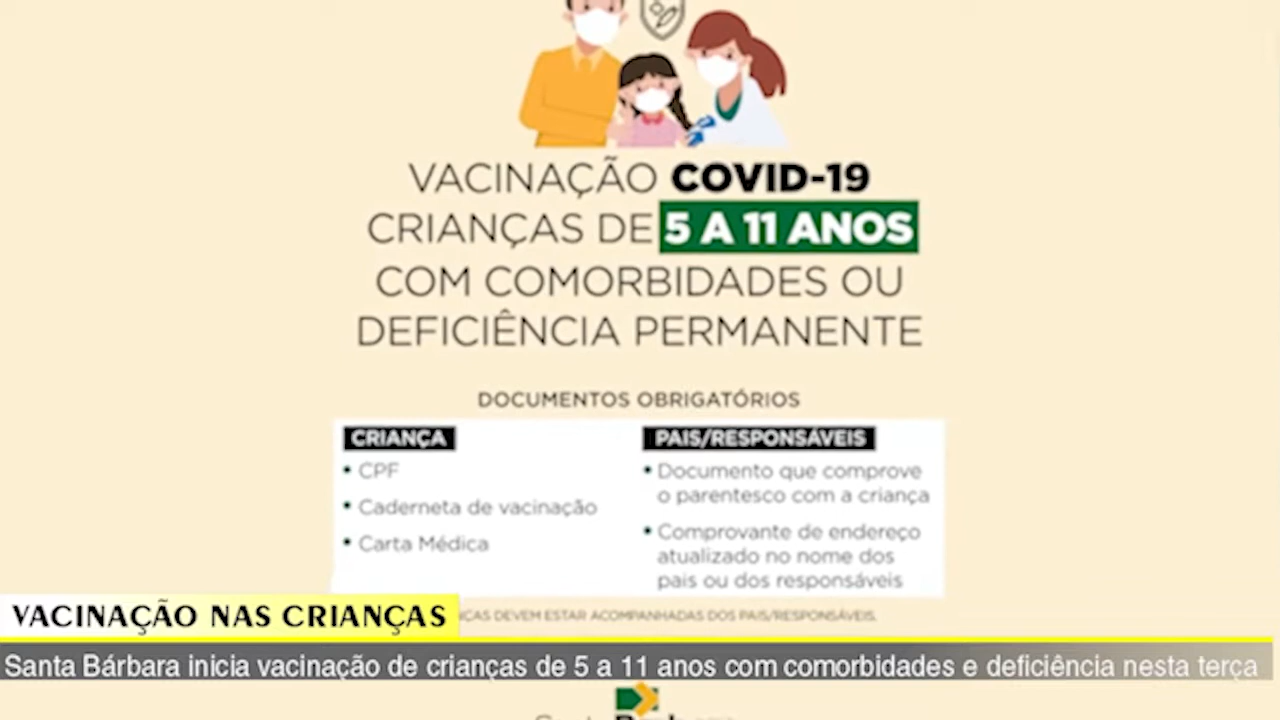 VACINAÇÃO COVID-19
CRIANÇAS DE 5 A 11 ANOS
COM COMORBIDADES OU
DEFICIÊNCIA PERMANENTE
DOCUMENTOS OBRIGATÓRIOS
CRIANÇA
• CPF
• Caderneta de vacinação
• Carta Médica
PAIS/RESPONSÁVEIS
• Documento que comprove
o parentesco com a criança
• Comprovante de endereço
atualizado no nome dos
pais ou dos responsáveis
DEVEM ESTAR ACOMPANHADAS DOS PAIS/RESPONSÁVEIS.
VACINAÇÃO NAS CRIANÇAS
Santa Bárbara inicia vacinação de crianças de 5 a 11 anos com comorbidades e deficiência nesta terça